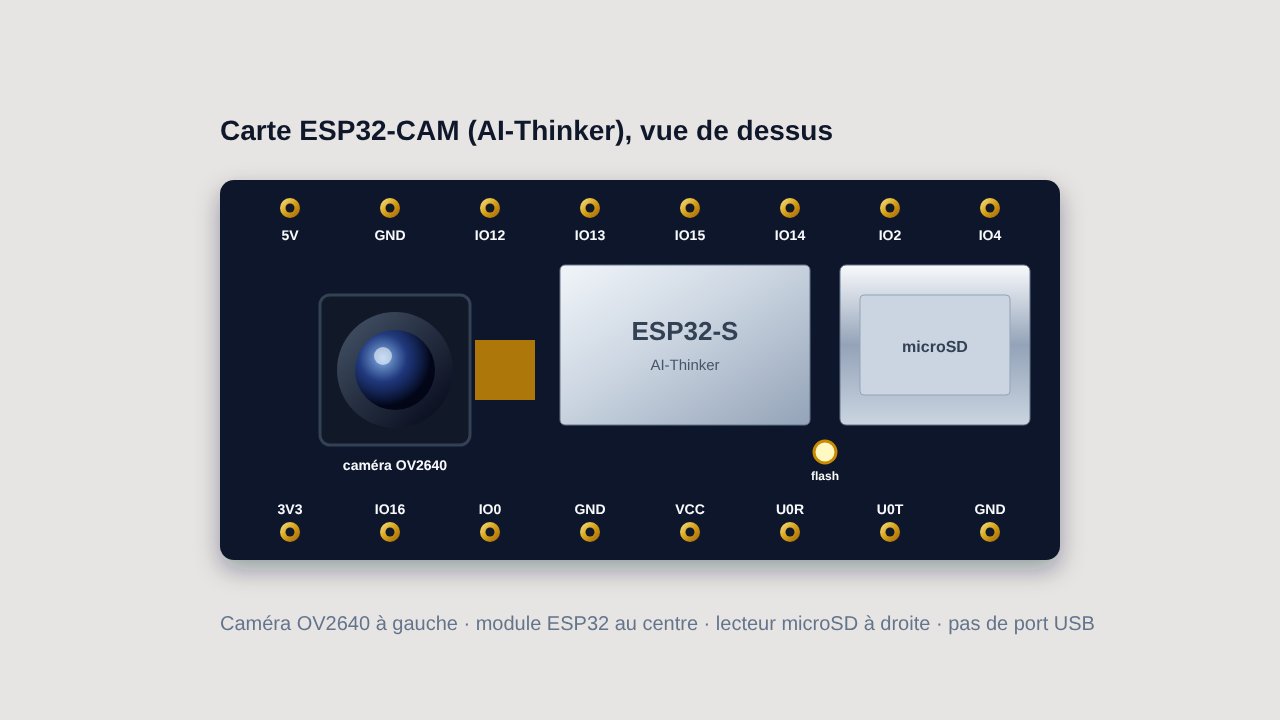 Carte ESP32-CAM (AI-Thinker), vue de dessus
5V GND IO12 IO13 IO15 IO14 IO2 IO4
ESP32-S
AI-Thinker
microSD
caméra OV2640
flash
3V3 IO16 IO0 GND VCC U0R U0T GND
Caméra OV2640 à gauche · module ESP32 au centre · lecteur microSD à droite · pas de port USB